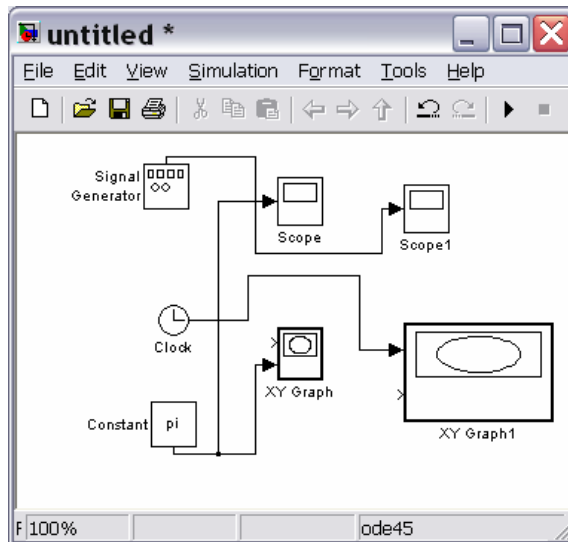 untitled *
File Edit View Simulation Format Tools Help
Signal
Generator
Scope
Scope1
Clock
XY Graph
XY Graph1
Constant
pi
F 100%
ode45